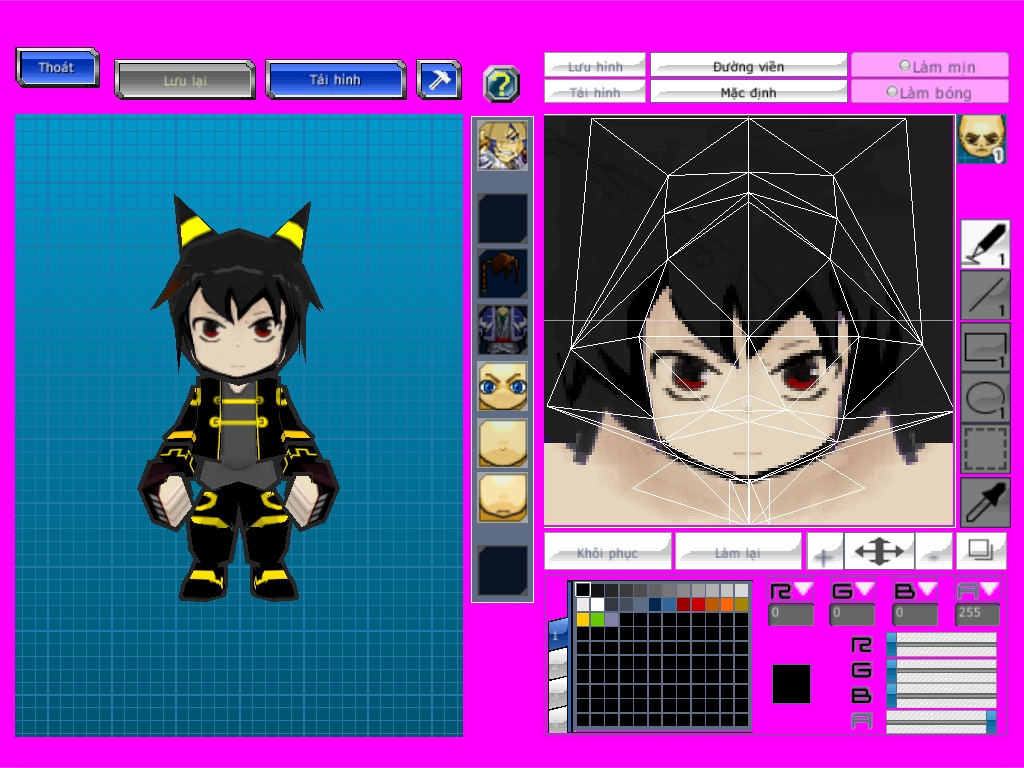 Thoát
Lưu lại
Tải hình
?
Lưu hình
Đường viền
Làm mịn
Tải hình
Mặc định
Làm bóng
1
1
1
1
1
Khôi phục
Làm lại
+
-
R G B A
0 0 0 255
1
R
G
B
A